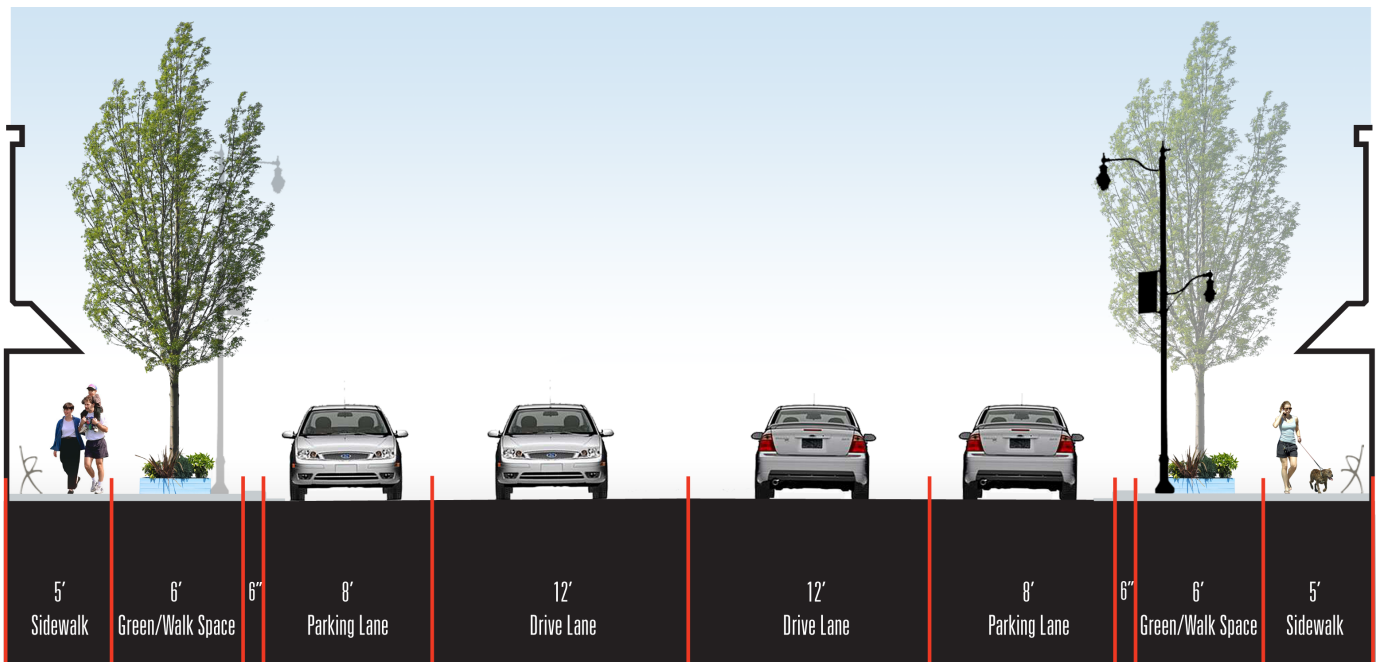 5′
Sidewalk
6′
Green/Walk Space
6″
8′
Parking Lane
12′
Drive Lane
12′
Drive Lane
8′
Parking Lane
6″
6′
Green/Walk Space
5′
Sidewalk